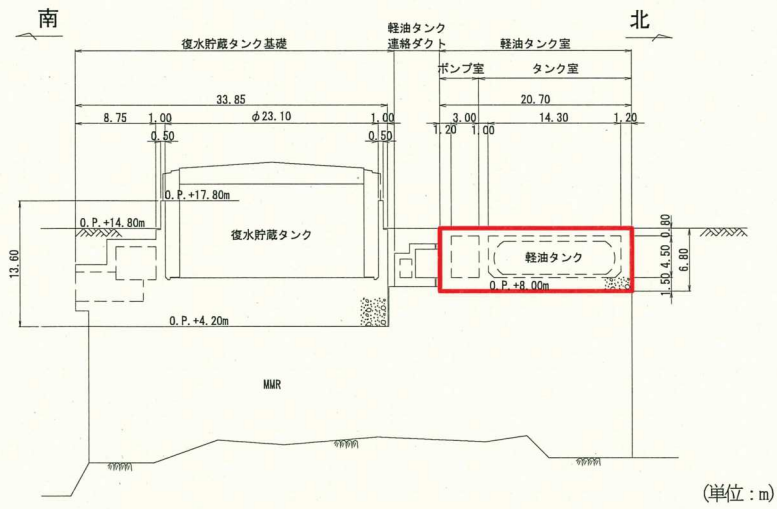 南
北
復水貯蔵タンク基礎
軽油タンク
連絡ダクト
軽油タンク室
ポンプ室
タンク室
33.85
20.70
8.75
1.00
φ23.10
1.00
3.00
14.30
1.20
0.50
0.50
1.20
1.00
O.P.+17.80m
O.P.+14.80m
復水貯蔵タンク
軽油タンク
13.60
0.80
4.50
6.80
1.50
O.P.+8.00m
O.P.+4.20m
MMR
(単位：m)